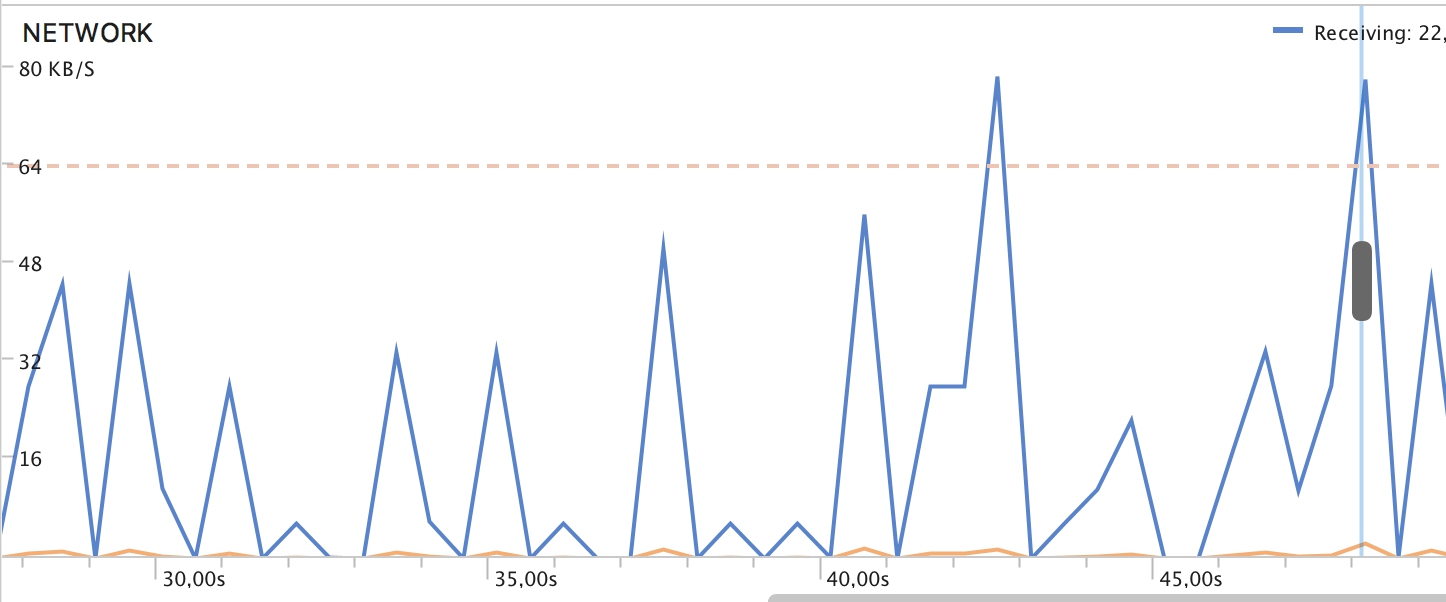 NETWORK
Receiving: 22,
80 KB/S
64
48
32
16
30,00s 35,00s 40,00s 45,00s